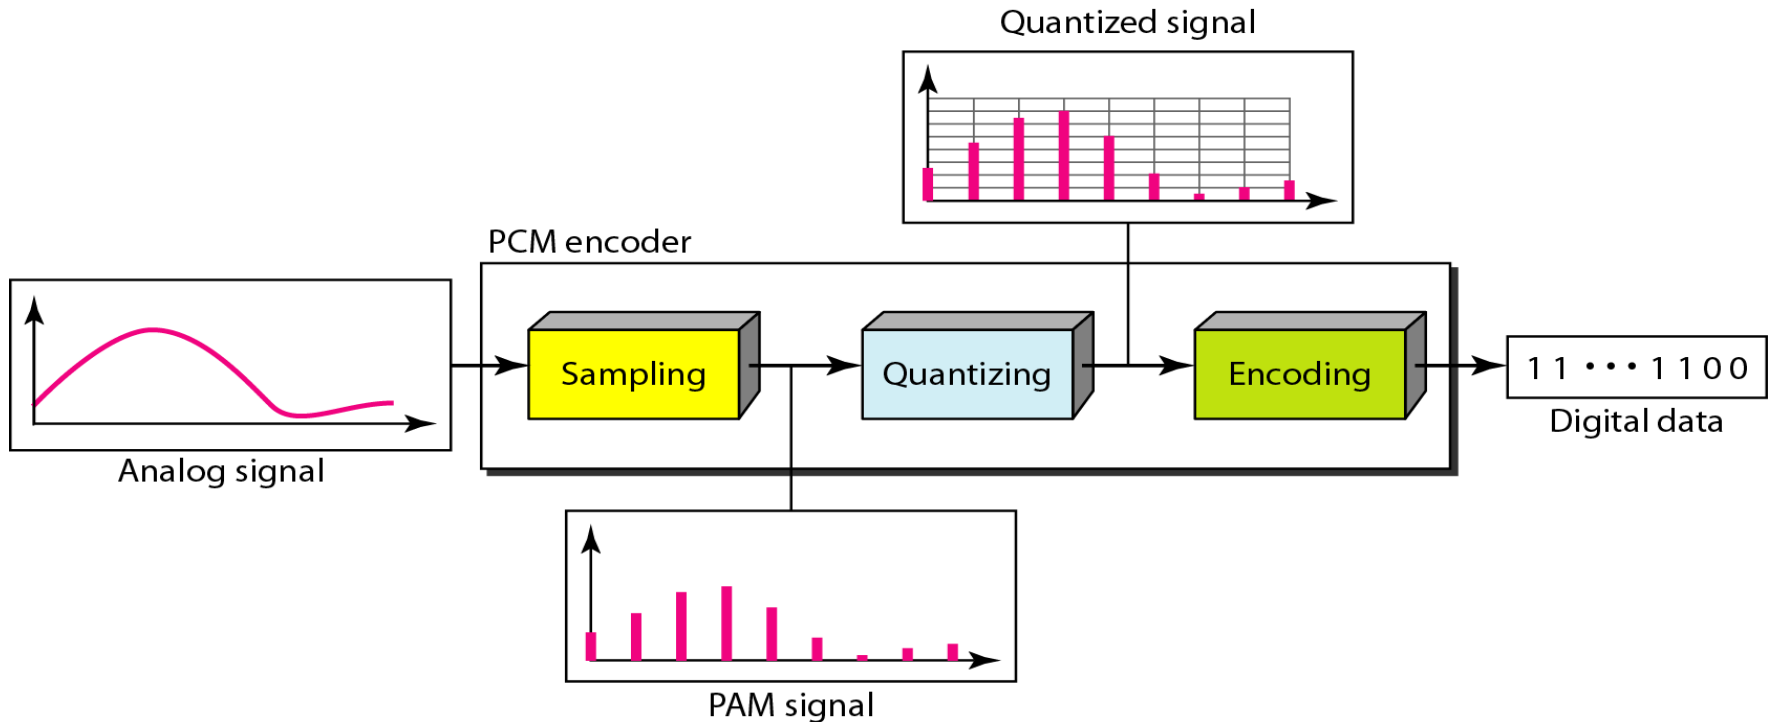 Quantized signal
PCM encoder
Sampling
Quantizing
Encoding
1 1 ••• 1 1 0 0
Digital data
Analog signal
PAM signal